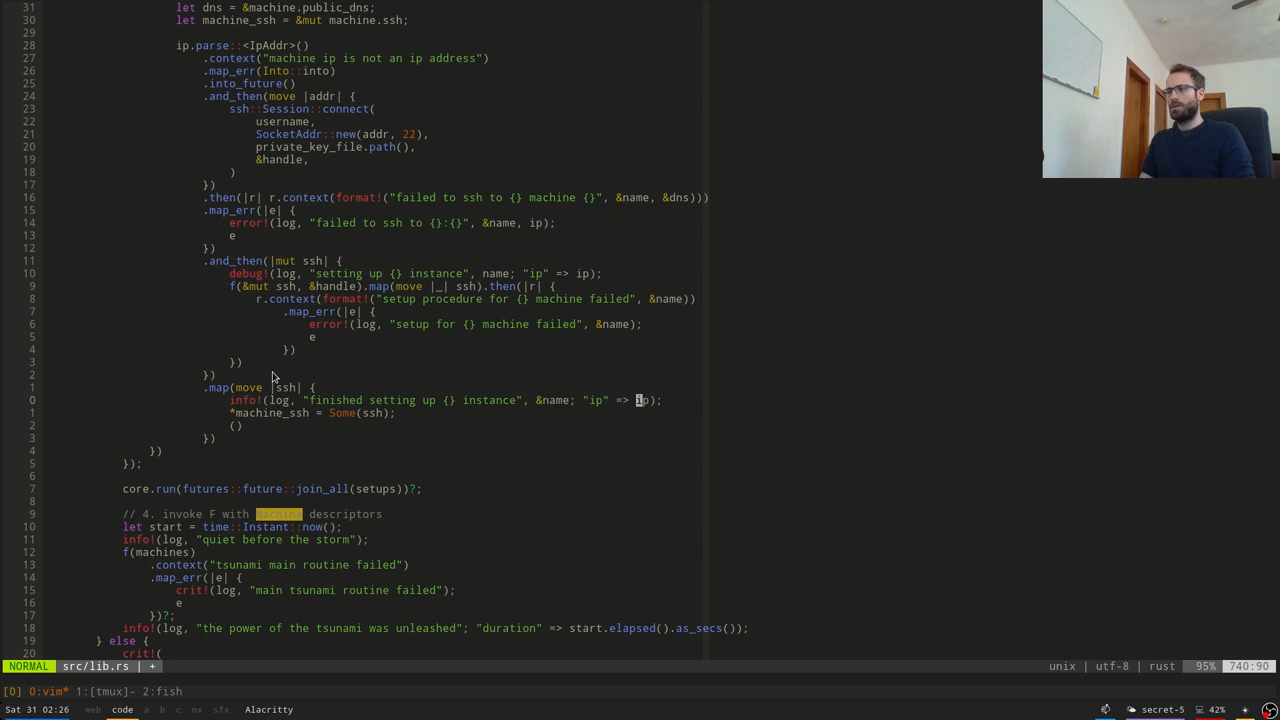 31 let dns = &machine.public_dns;
30 let machine_ssh = &mut machine.ssh;
29
28 ip.parse::<IpAddr>()
27 .context("machine ip is not an ip address")
26 .map_err(Into::into)
25 .into_future()
24 .and_then(move |addr| {
23 ssh::Session::connect(
22 username,
21 SocketAddr::new(addr, 22),
20 private_key_file.path(),
19 &handle,
18 )
17 })
16 .then(|r| r.context(format!("failed to ssh to {} machine {}", &name, &dns)))
15 .map_err(|e| {
14 error!(log, "failed to ssh to {}:{}", &name, ip);
13 e
12 })
11 .and_then(|mut ssh| {
10 debug!(log, "setting up {} instance", name; "ip" => ip);
9 f(&mut ssh, &handle).map(move |_| ssh).then(|r| {
8 r.context(format!("setup procedure for {} machine failed", &name))
7 .map_err(|e| {
6 error!(log, "setup for {} machine failed", &name);
5 e
4 })
3 })
2 })
1 .map(move |ssh| {
0 info!(log, "finished setting up {} instance", &name; "ip" => ip);
1 *machine_ssh = Some(ssh);
2 ()
3 })
4 })
5 });
6
7 core.run(futures::future::join_all(setups))?;
8
9 // 4. invoke F with Machine descriptors
10 let start = time::Instant::now();
11 info!(log, "quiet before the storm");
12 f(machines)
13 .context("tsunami main routine failed")
14 .map_err(|e| {
15 crit!(log, "main tsunami routine failed");
16 e
17 })?;
18 info!(log, "the power of the tsunami was unleashed"; "duration" => start.elapsed().as_secs());
19 } else {
20 crit!(
NORMAL src/lib.rs | + unix | utf-8 | rust 95% 740:90
[0] 0:vim* 1:[tmux]- 2:fish
Sat 31 02:26 web code a b c mx sfx Alacritty secret-5 42%